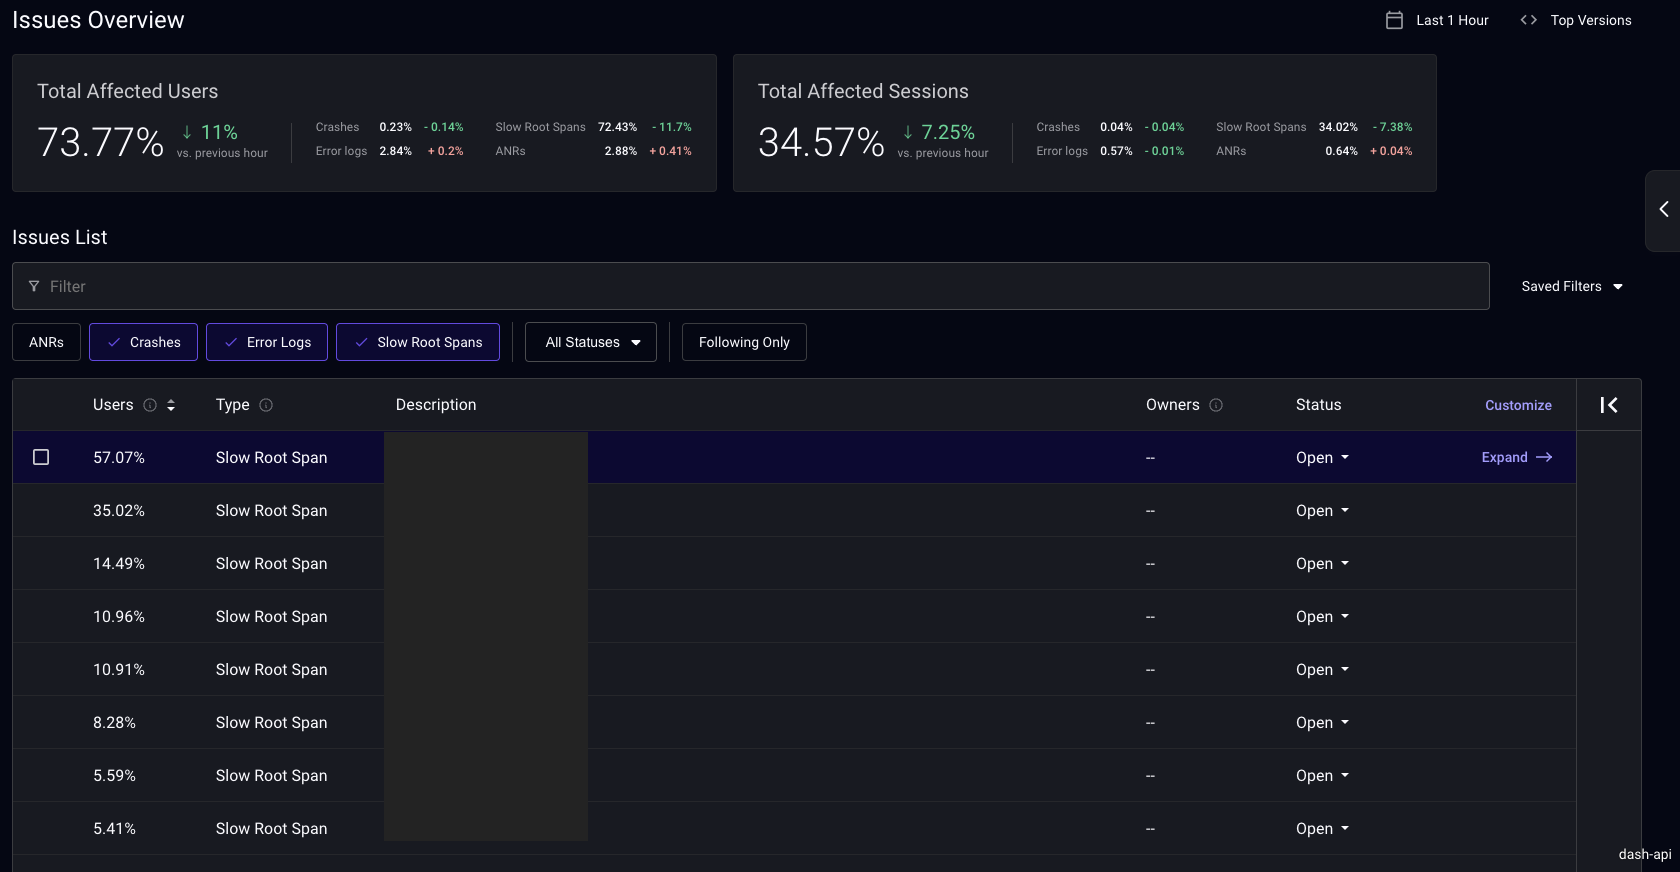 Issues Overview
Last 1 Hour
Top Versions
Total Affected Users
73.77%
↓ 11%
vs. previous hour
Crashes 0.23% - 0.14%
Error logs 2.84% + 0.2%
Slow Root Spans 72.43% - 11.7%
ANRs 2.88% + 0.41%
Total Affected Sessions
34.57%
↓ 7.25%
vs. previous hour
Crashes 0.04% - 0.04%
Error logs 0.57% - 0.01%
Slow Root Spans 34.02% - 7.38%
ANRs 0.64% + 0.04%
Issues List
Filter
Saved Filters
ANRs Crashes Error Logs Slow Root Spans All Statuses Following Only
Users Type Description Owners Status Customize
57.07% Slow Root Span -- Open Expand →
35.02% Slow Root Span -- Open
14.49% Slow Root Span -- Open
10.96% Slow Root Span -- Open
10.91% Slow Root Span -- Open
8.28% Slow Root Span -- Open
5.59% Slow Root Span -- Open
5.41% Slow Root Span -- Open
dash-api